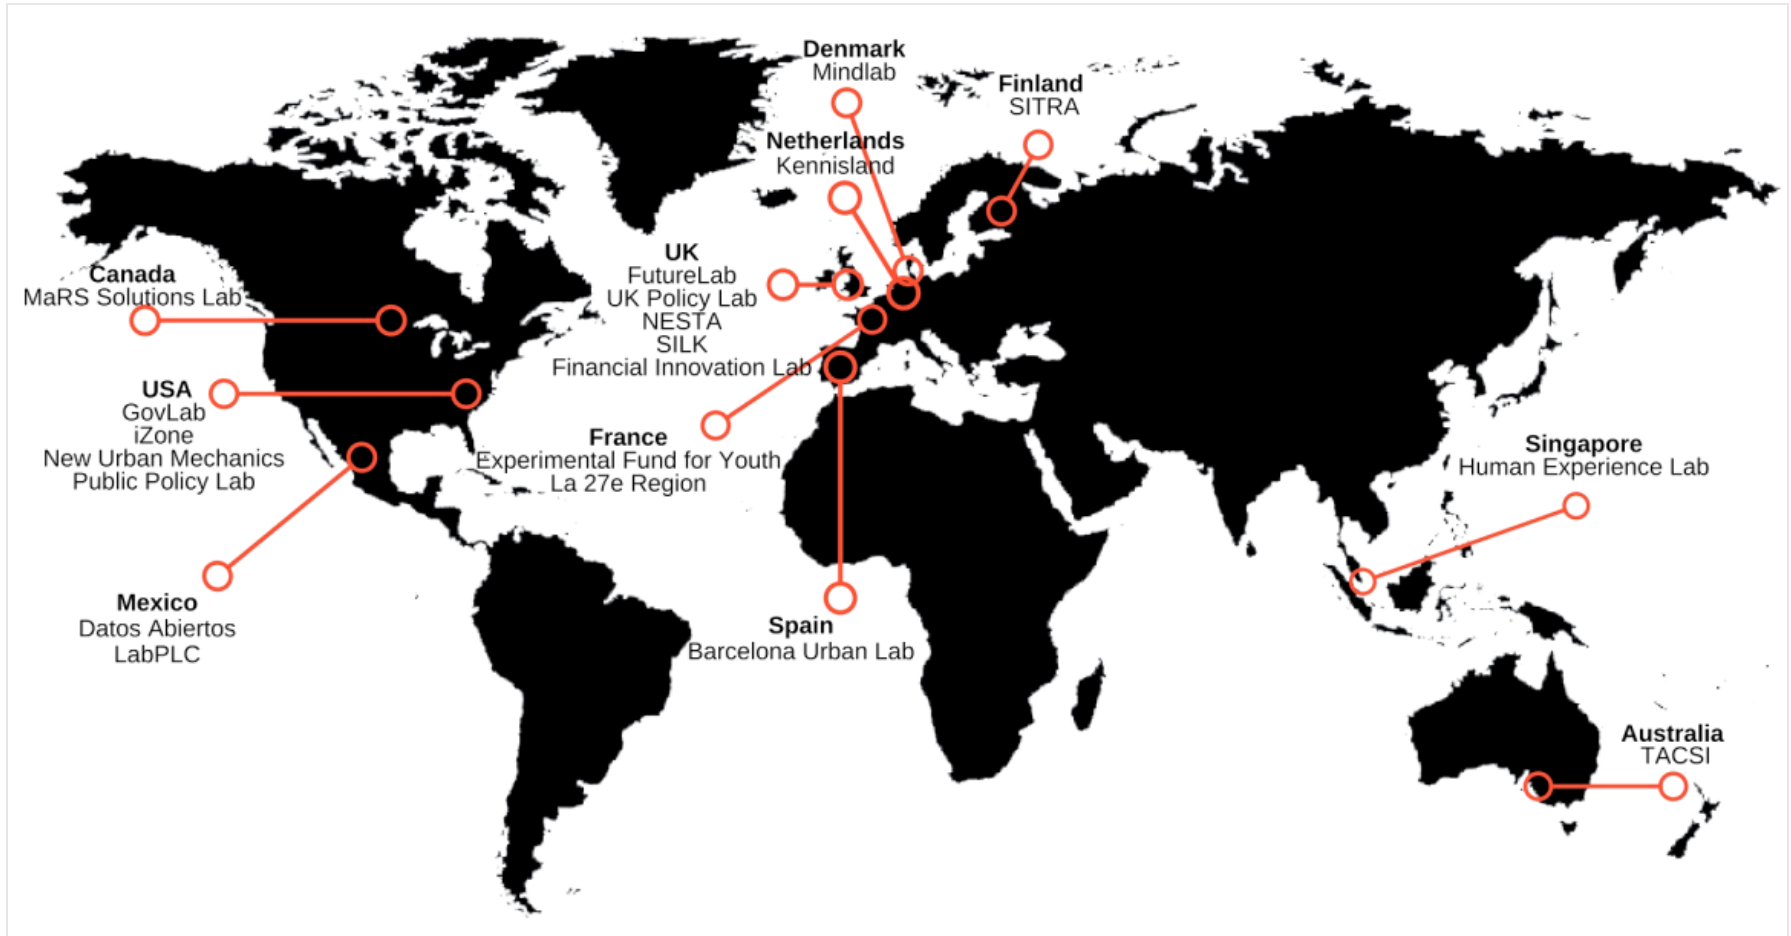 Denmark
Mindlab
Finland
SITRA
Netherlands
Kennisland
UK
FutureLab
UK Policy Lab
NESTA
SILK
Financial Innovation Lab
Canada
MaRS Solutions Lab
USA
GovLab
iZone
New Urban Mechanics
Public Policy Lab
France
Experimental Fund for Youth
La 27e Region
Singapore
Human Experience Lab
Mexico
Datos Abiertos
LabPLC
Spain
Barcelona Urban Lab
Australia
TACSI